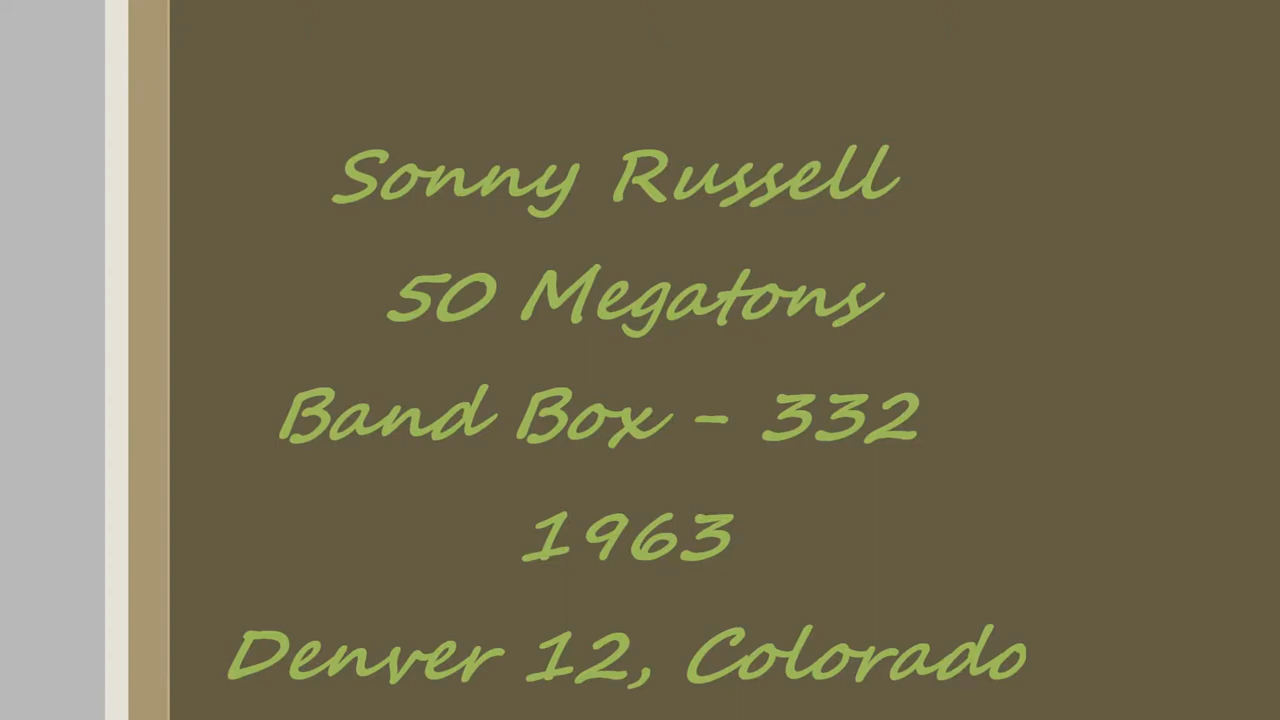 Sonny Russell
50 Megatons
Band Box - 332
1963
Denver 12, Colorado